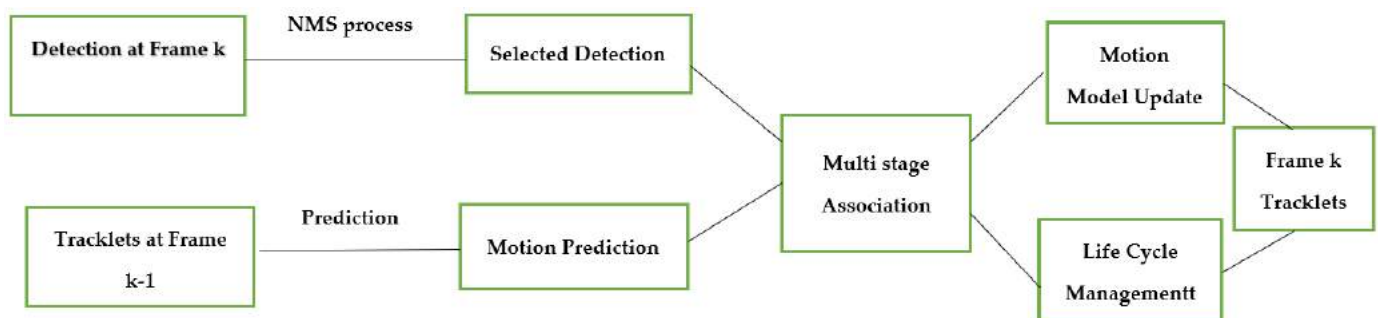 Detection at Frame k
NMS process
Selected Detection
Tracklets at Frame
k-1
Prediction
Motion Prediction
Multi stage
Association
Motion
Model Update
Life Cycle
Managementt
Frame k
Tracklets